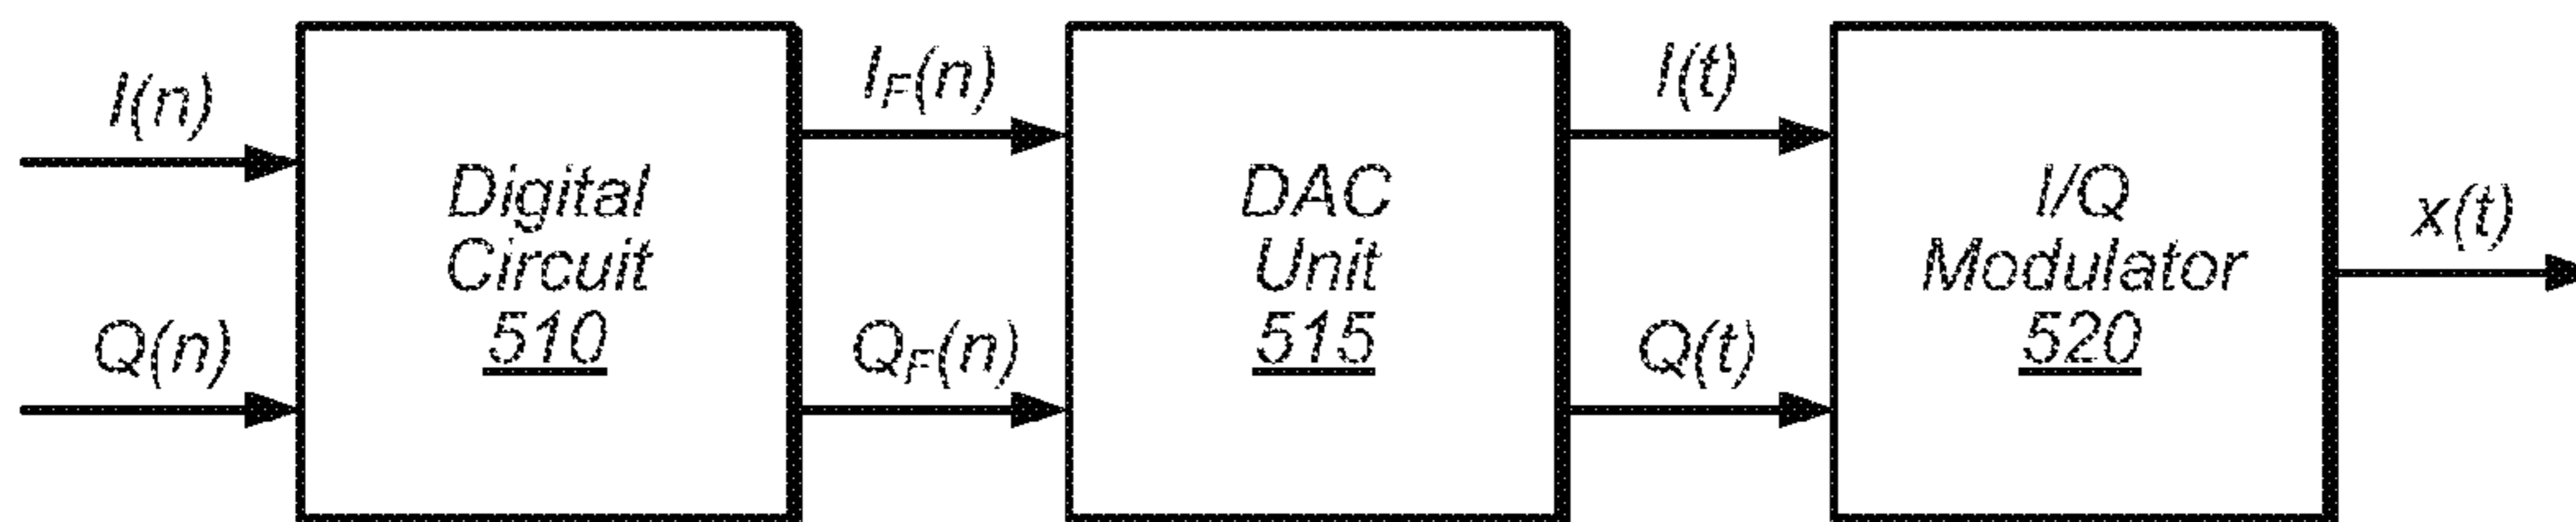 I(n)
Q(n)
Digital
Circuit
510
I_F(n)
Q_F(n)
DAC
Unit
515
I(t)
Q(t)
I/Q
Modulator
520
x(t)